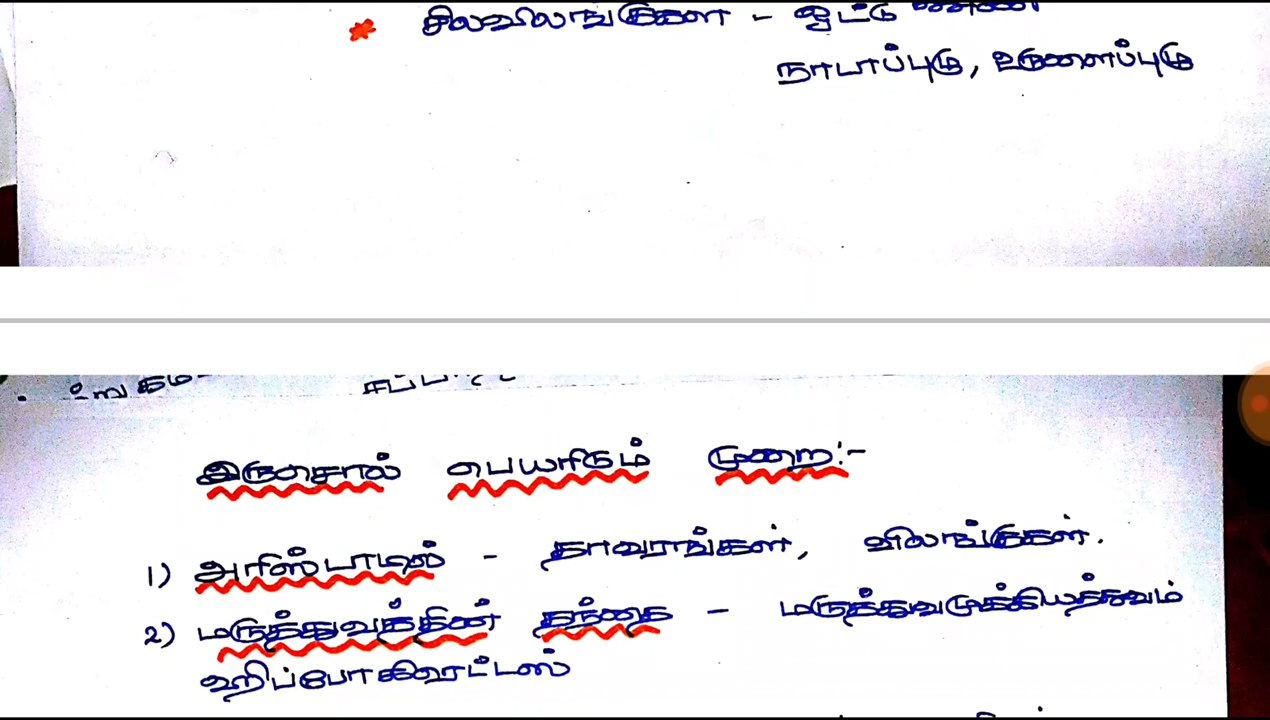 சிலவிலங்குகள் - ஒட்டு
நாடாப்புழு, உருளைப்புழு
இருசொல் பெயரிடும் முறை:-
1) அரிஸ்டாடில் - தாவரங்கள், விலங்குகள்.
2) மருத்துவத்தின் தந்தை - மருத்துவமுக்கியத்துவம்
ஹிப்போகிரேட்டஸ்